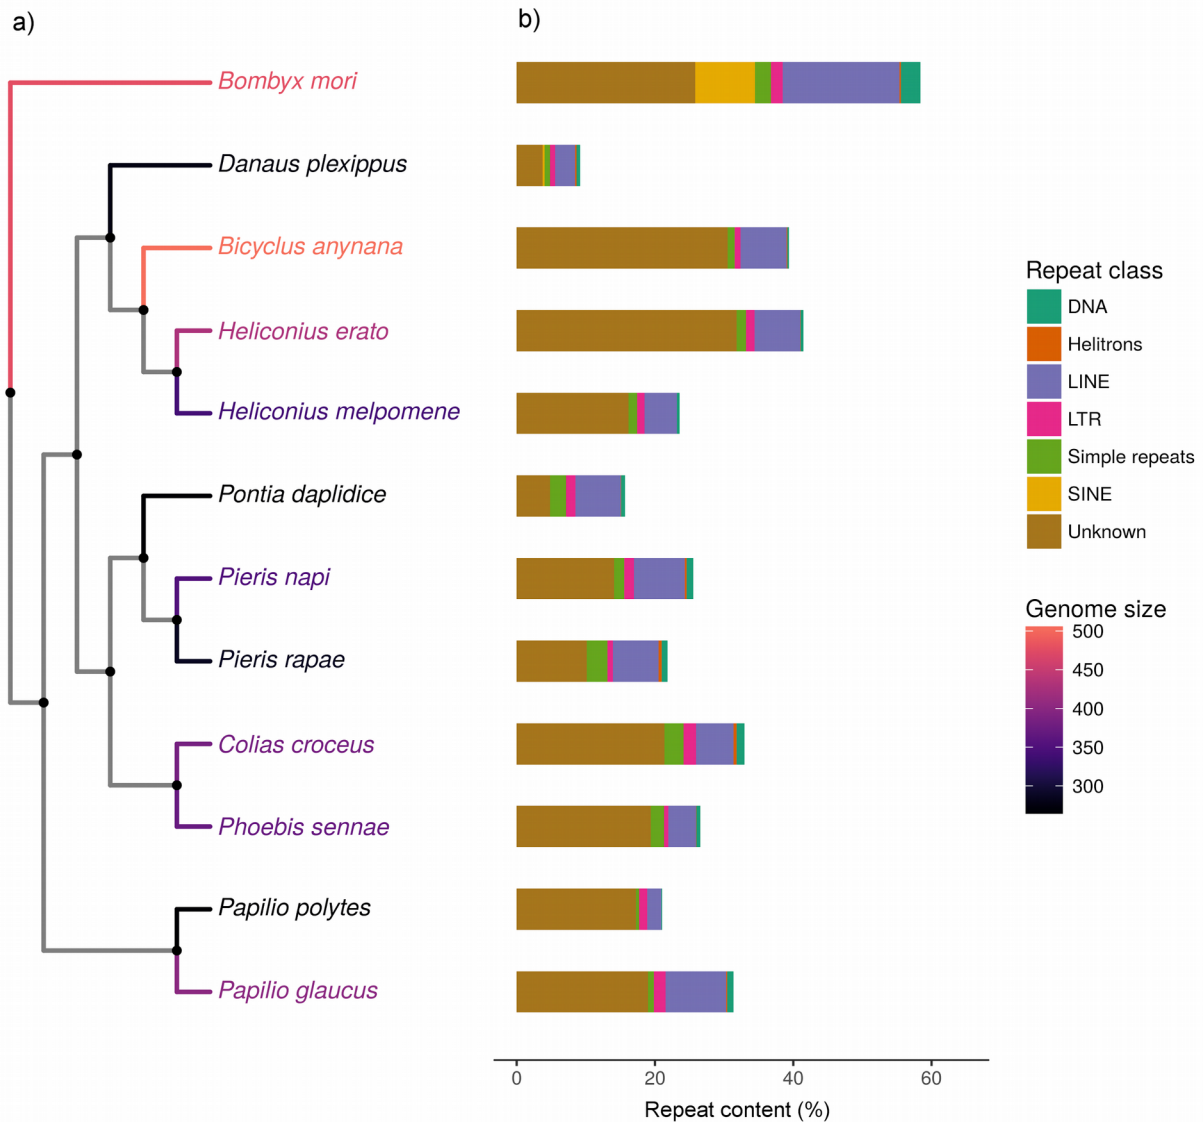 a)
b)
Bombyx mori
Danaus plexippus
Bicyclus anynana
Heliconius erato
Heliconius melpomene
Pontia daplidice
Pieris napi
Pieris rapae
Colias croceus
Phoebis sennae
Papilio polytes
Papilio glaucus
0 20 40 60
Repeat content (%)
Repeat class
DNA
Helitrons
LINE
LTR
Simple repeats
SINE
Unknown
Genome size
500
450
400
350
300